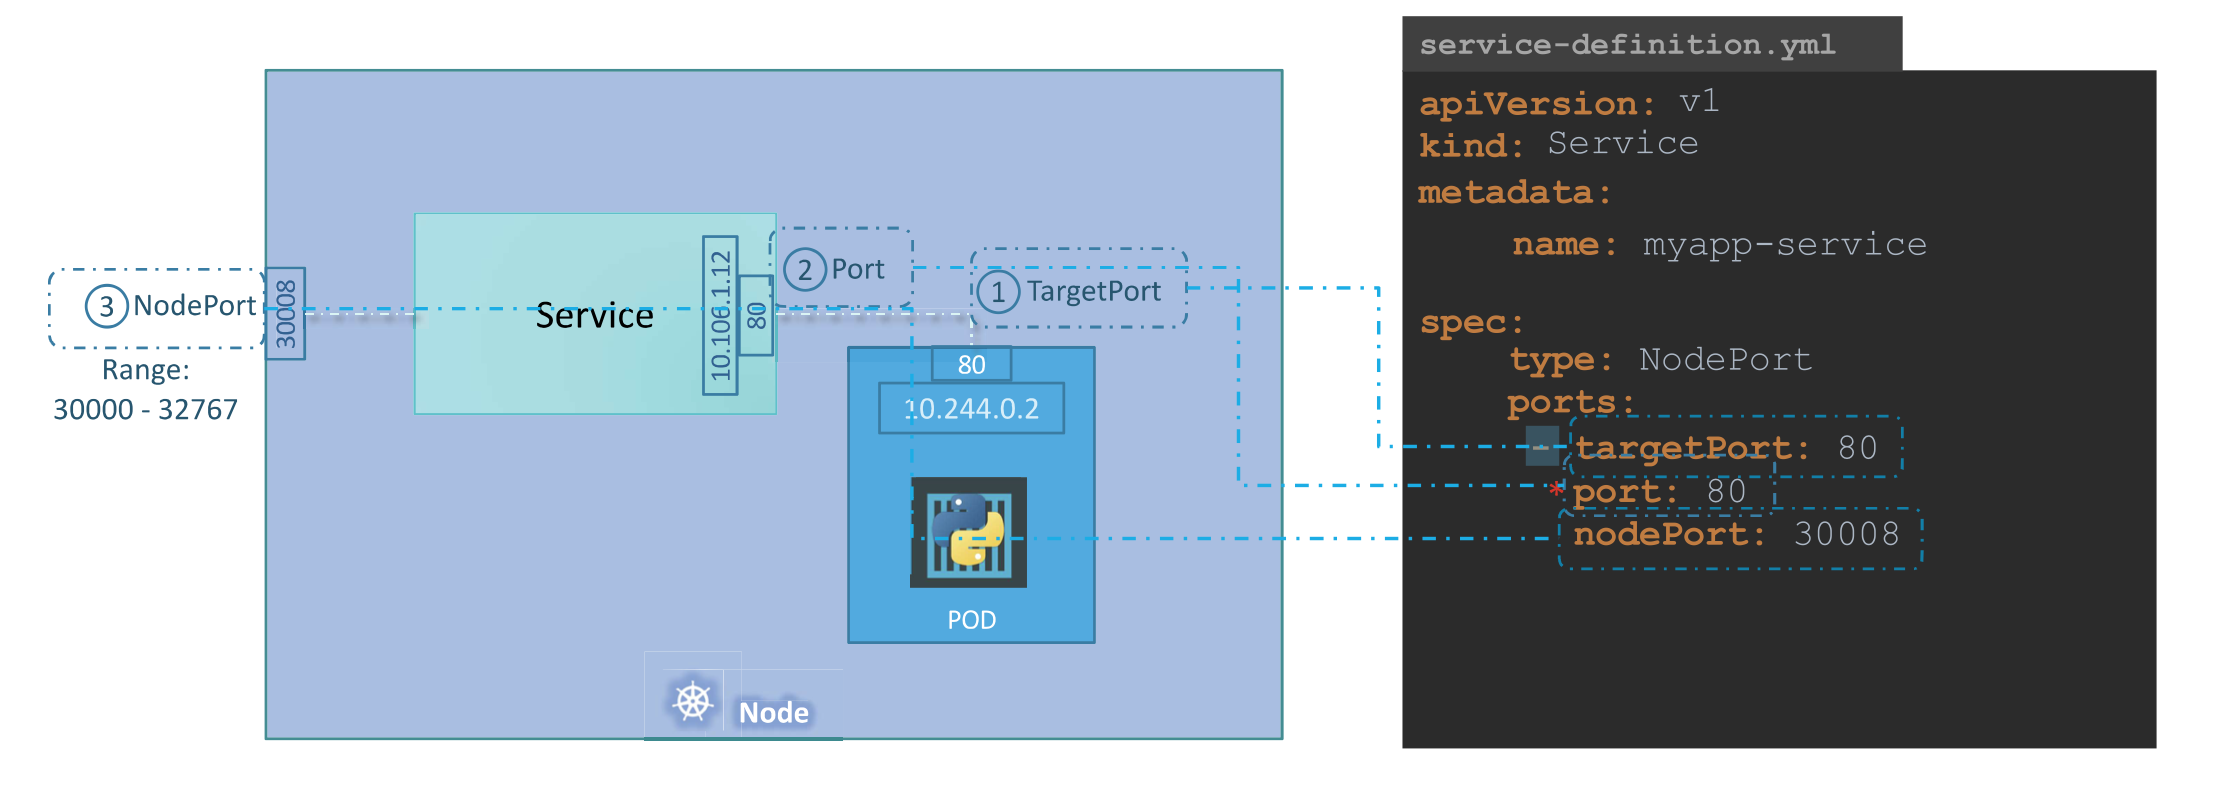 3 NodePort
Range:
30000 - 32767
30008
Service
10.106.1.12
80
2 Port
1 TargetPort
80
10.244.0.2
POD
Node
service-definition.yml
apiVersion: v1
kind: Service
metadata:
name: myapp-service
spec:
type: NodePort
ports:
- targetPort: 80
* port: 80
nodePort: 30008